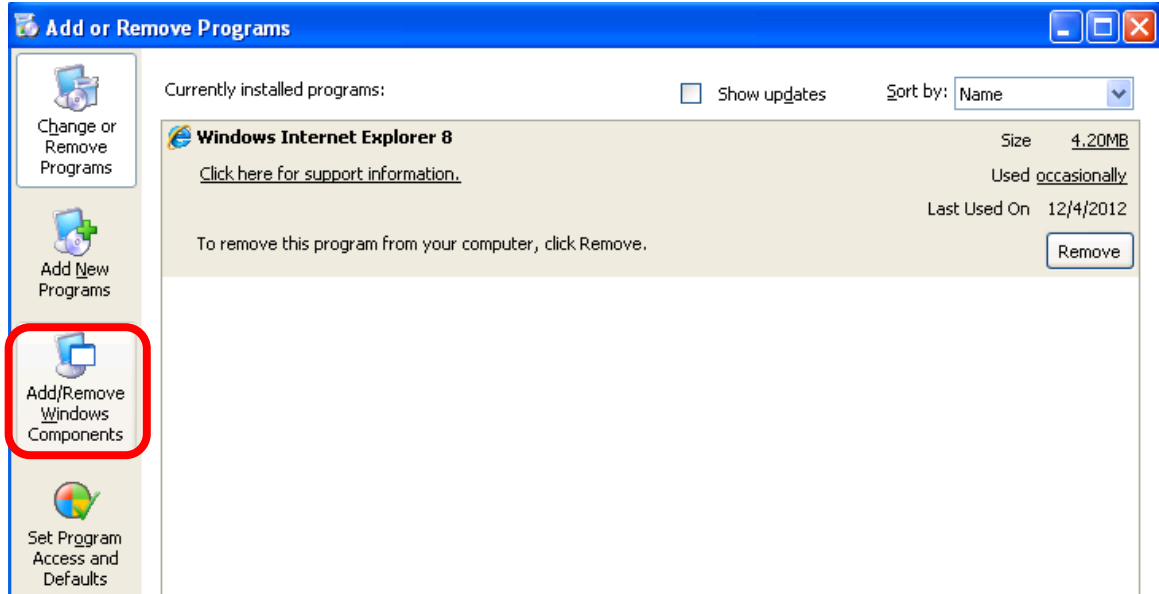 Add or Remove Programs
Change or
Remove
Programs
Add New
Programs
Add/Remove
Windows
Components
Set Program
Access and
Defaults
Currently installed programs:
Show updates
Sort by: Name
Windows Internet Explorer 8
Size 4.20MB
Click here for support information.
Used occasionally
Last Used On 12/4/2012
To remove this program from your computer, click Remove.
Remove